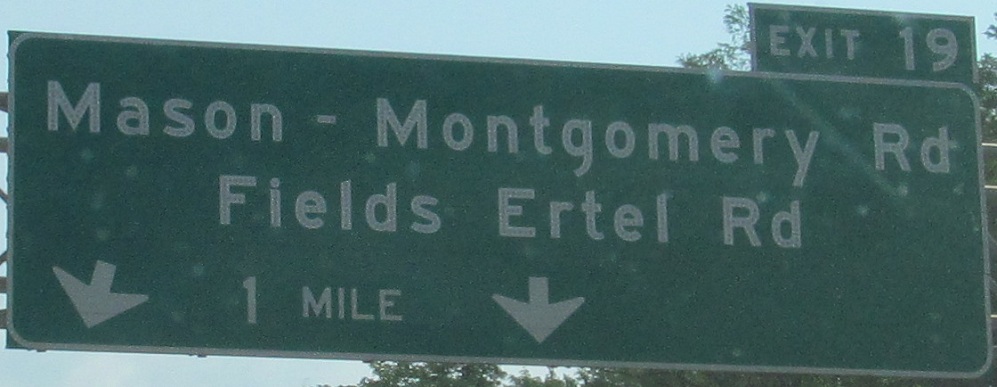 EXIT 19
Mason - Montgomery Rd
Fields Ertel Rd
1 MILE